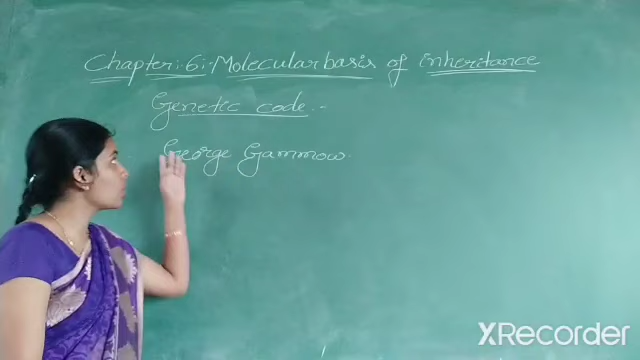 Chapter:-6:-Molecular basis of inheritance
Genetic code:-
George Gammow.
XRecorder